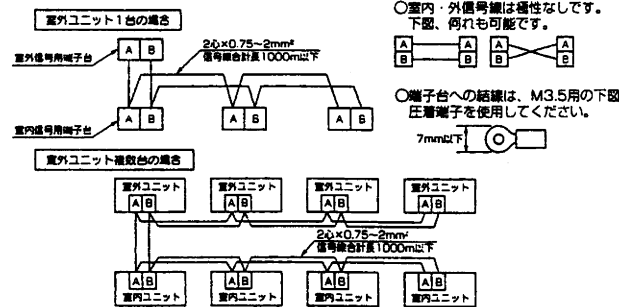 室外ユニット1台の場合
室外信号用端子台
A B
2心×0.75~2mm²
信号線合計長1000m以下
室内信号用端子台
A B
A B
A B
○室内・外信号線は極性なしです。
下図、何れも可能です。
A A
B B
A A
B B
○端子台への結線は、M3.5用の下図
圧着端子を使用してください。
7mm以下
室外ユニット複数台の場合
室外ユニット 室外ユニット 室外ユニット 室外ユニット
A B A B A B A B
2心×0.75~2mm²
信号線合計長1000m以下
A B A B A B A B
室内ユニット 室内ユニット 室内ユニット 室内ユニット